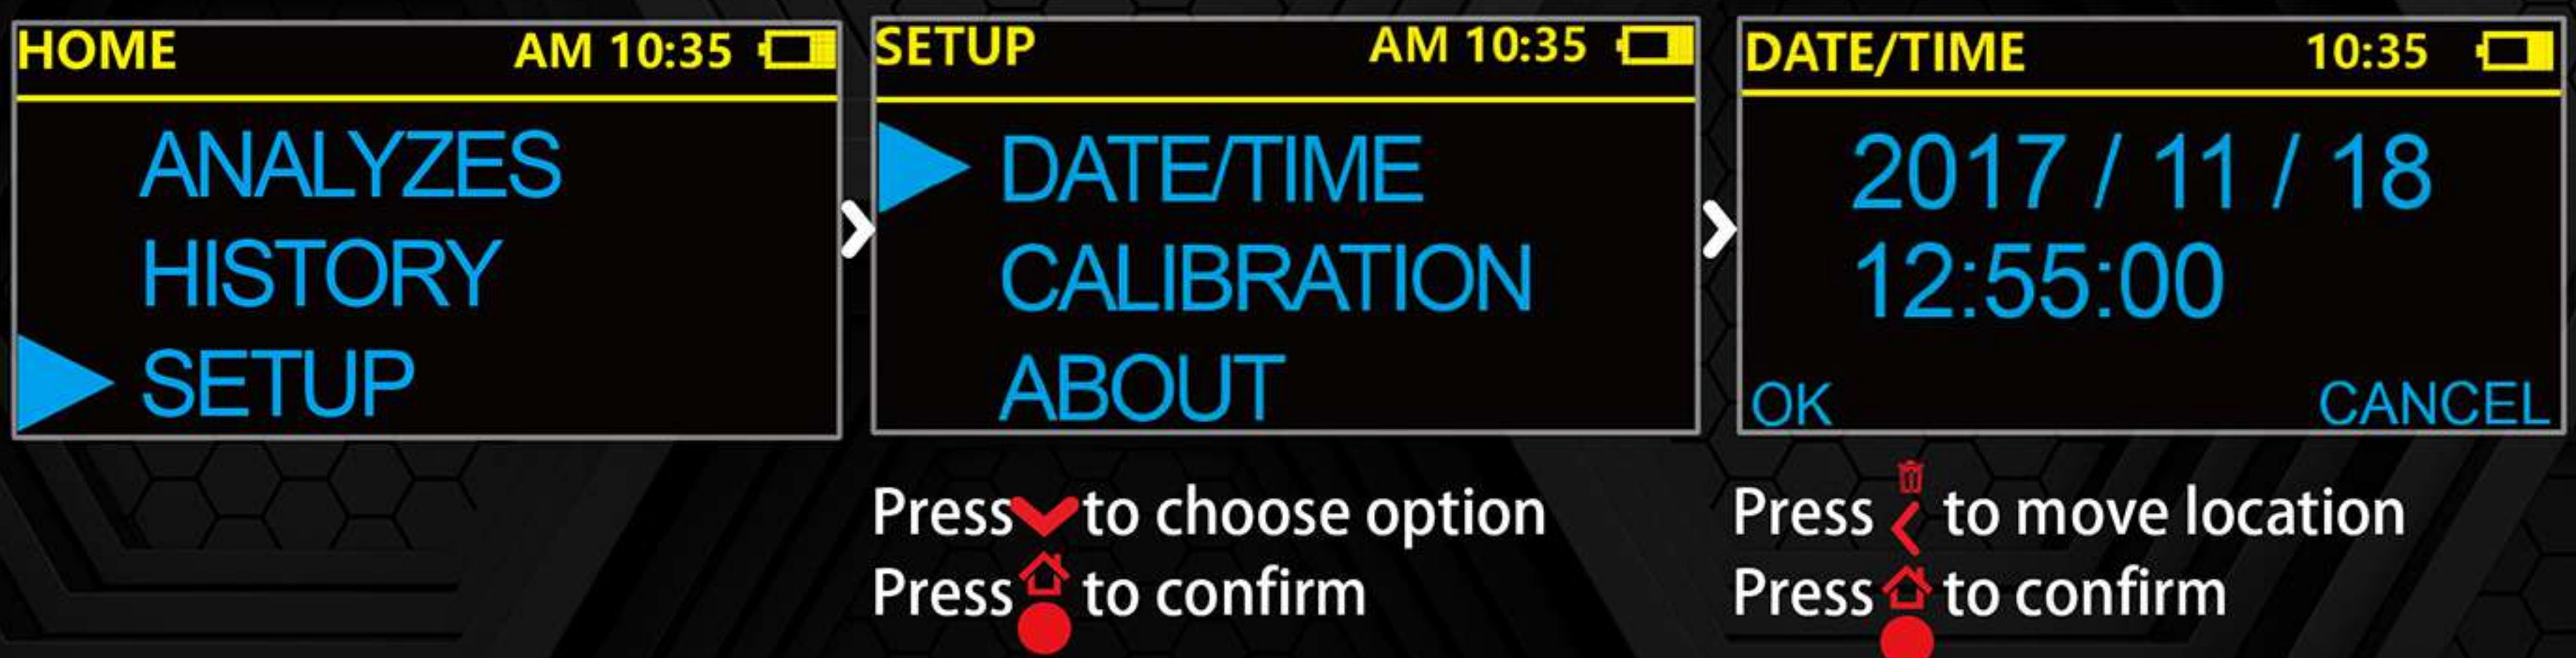 HOME AM 10:35
ANALYZES
HISTORY
SETUP
SETUP AM 10:35
DATE/TIME
CALIBRATION
ABOUT
Press to choose option
Press to confirm
DATE/TIME 10:35
2017 / 11 / 18
12:55:00
OK CANCEL
Press to move location
Press to confirm